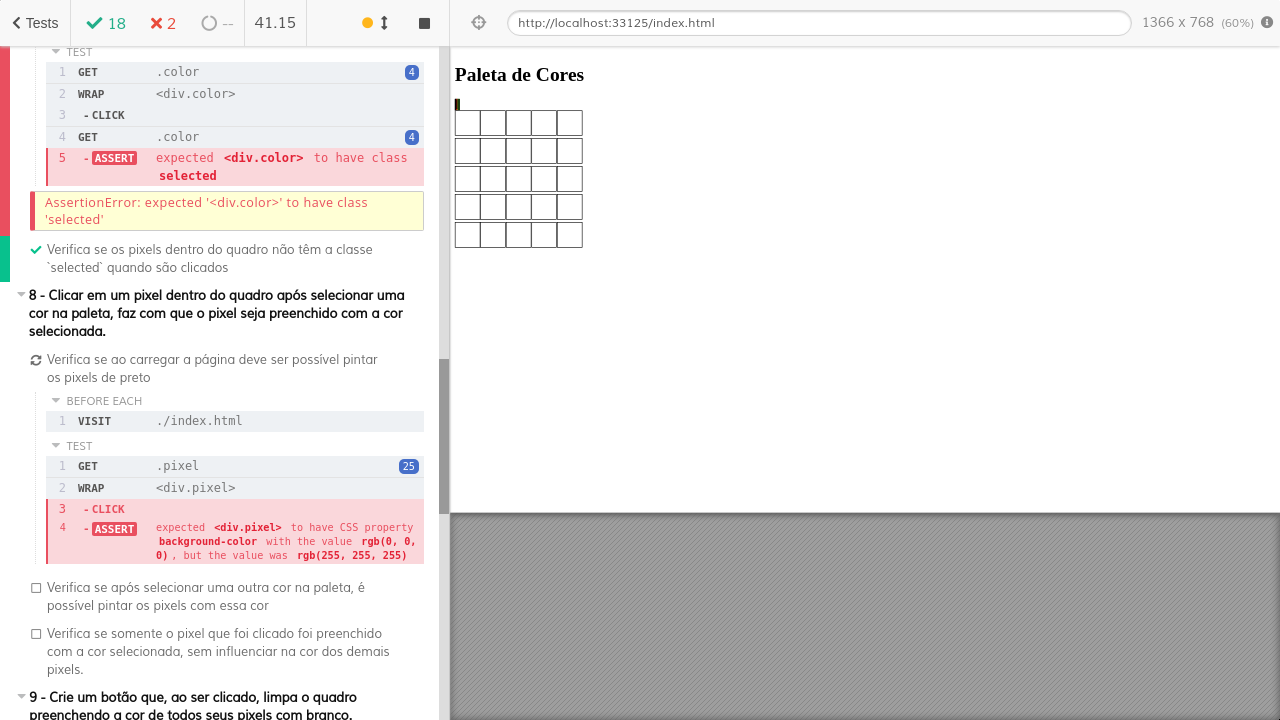 Tests 18 2 -- 41.15 http://localhost:33125/index.html 1366 x 768 (60%)
TEST
1 GET .color 4
2 WRAP <div.color>
3 -CLICK
4 GET .color 4
5 -ASSERT expected <div.color> to have class
selected
AssertionError: expected '<div.color>' to have class
'selected'
Verifica se os pixels dentro do quadro não têm a classe
`selected` quando são clicados
8 - Clicar em um pixel dentro do quadro após selecionar uma
cor na paleta, faz com que o pixel seja preenchido com a cor
selecionada.
Verifica se ao carregar a página deve ser possível pintar
os pixels de preto
BEFORE EACH
1 VISIT ./index.html
TEST
1 GET .pixel 25
2 WRAP <div.pixel>
3 -CLICK
4 -ASSERT expected <div.pixel> to have CSS property
background-color with the value rgb(0, 0,
0), but the value was rgb(255, 255, 255)
Verifica se após selecionar uma outra cor na paleta, é
possível pintar os pixels com essa cor
Verifica se somente o pixel que foi clicado foi preenchido
com a cor selecionada, sem influenciar na cor dos demais
pixels.
9 - Crie um botão que, ao ser clicado, limpa o quadro
preenchendo a cor de todos seus pixels com branco.
Paleta de Cores